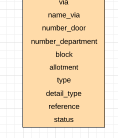 via
name_via
number_door
number_department
block
allotment
type
detail_type
reference
status